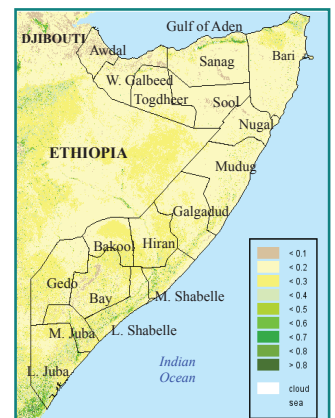 Gulf of Aden
DJIBOUTI
Awdal
Bari
Sanag
W. Galbeed
Togdheer
Sool
Nugal
ETHIOPIA
Mudug
Galgadud
Bakool
Hiran
Gedo
Bay
M. Shabelle
M. Juba
L. Shabelle
L. Juba
Indian
Ocean
< 0.1
< 0.2
< 0.3
< 0.4
< 0.5
< 0.6
< 0.7
< 0.8
> 0.8
cloud
sea